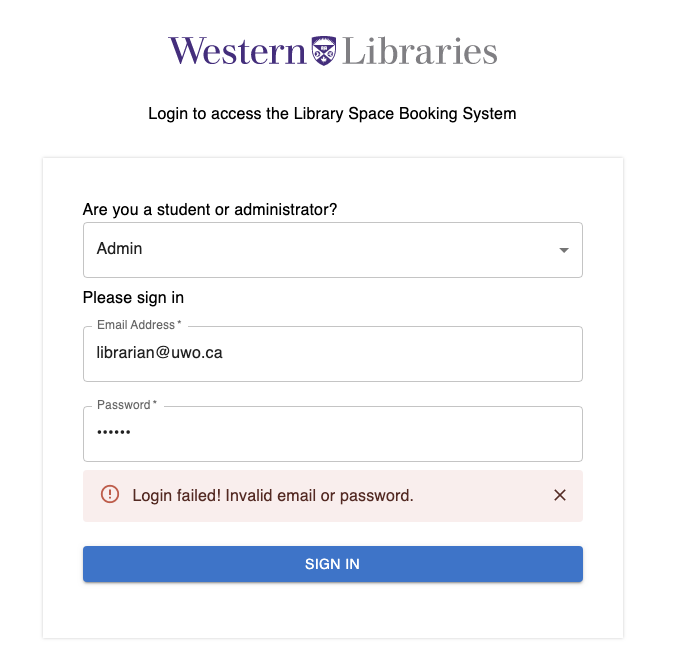 Western Libraries
Login to access the Library Space Booking System
Are you a student or administrator?
Admin
Please sign in
Email Address *
librarian@uwo.ca
Password *
••••••
Login failed! Invalid email or password.
SIGN IN